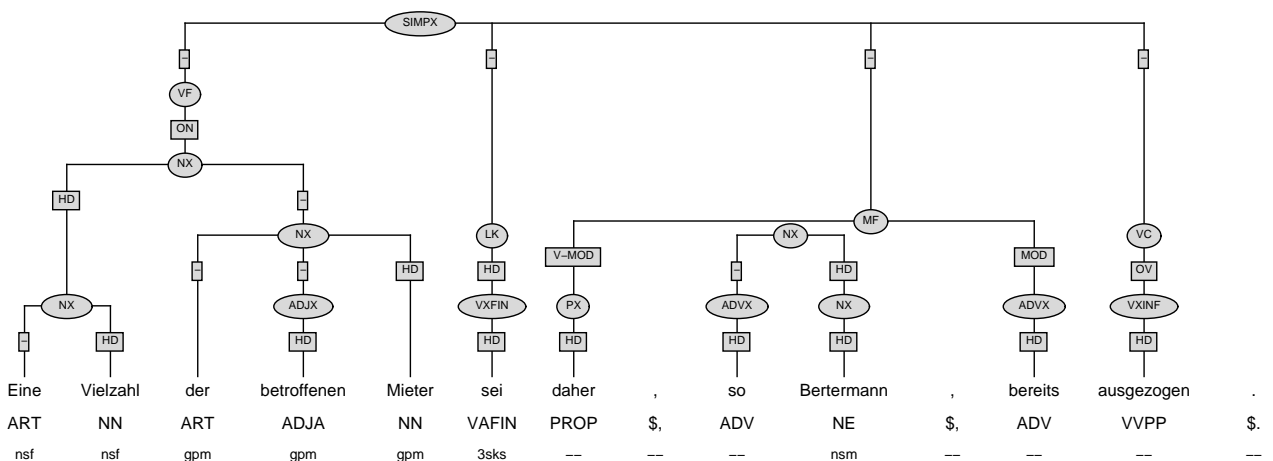 SIMPX
– – – –
VF
ON
NX
HD –
NX LK NX MF VC
– – HD HD V–MOD – HD MOD OV
NX ADJX VXFIN PX ADVX NX ADVX VXINF
– HD HD HD HD HD HD HD HD
Eine Vielzahl der betroffenen Mieter sei daher , so Bertermann , bereits ausgezogen .
ART NN ART ADJA NN VAFIN PROP $, ADV NE $, ADV VVPP $.
nsf nsf gpm gpm gpm 3sks –– –– –– nsm –– –– –– ––